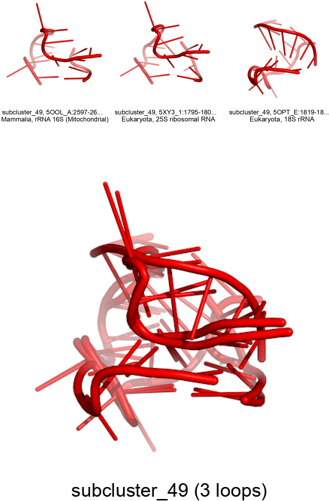 subcluster_49, 5OOL_A:2597-26...
Mammalia, rRNA 16S (Mitochondrial)
subcluster_49, 5XY3_1:1795-180...
Eukaryota, 25S ribosomal RNA
subcluster_49, 5OPT_E:1819-18...
Eukaryota, 18S rRNA
subcluster_49 (3 loops)